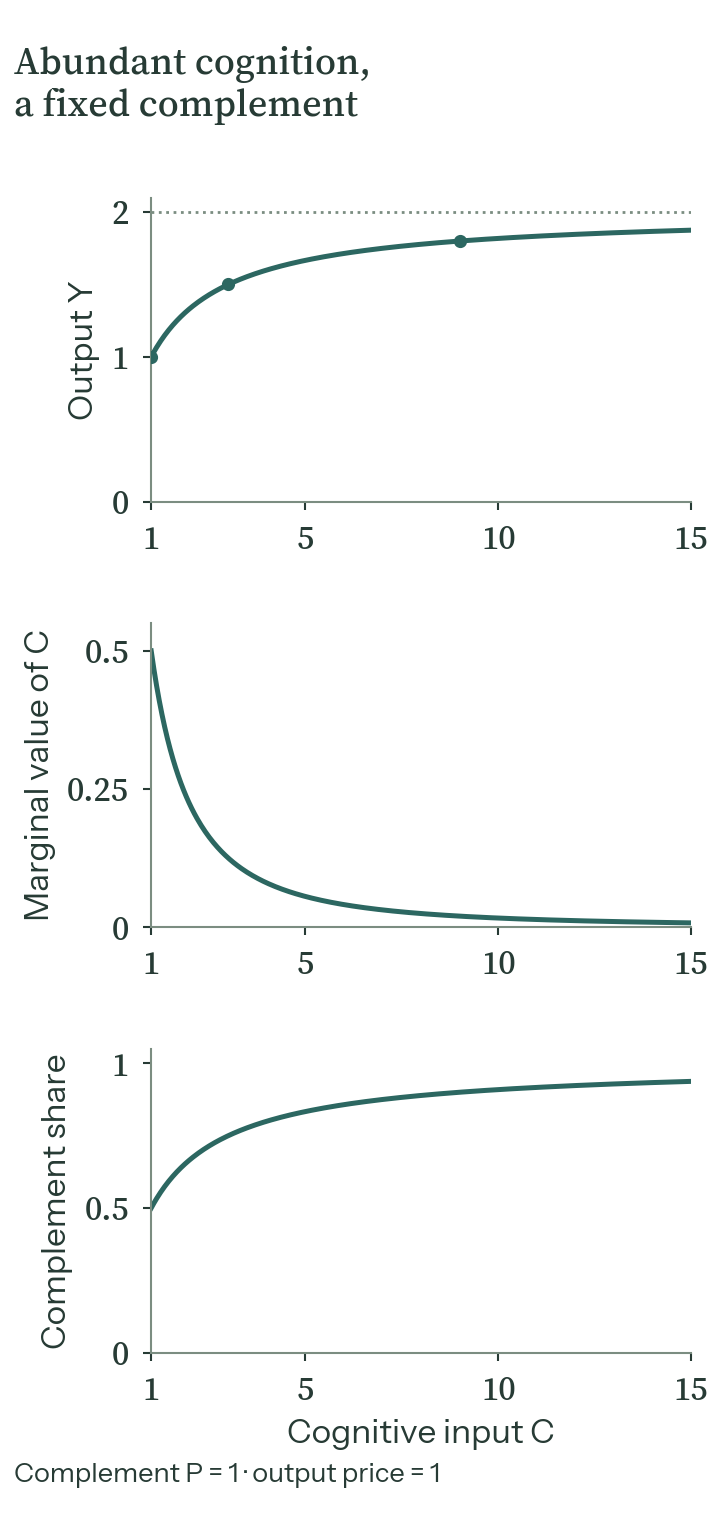 Abundant cognition,
a fixed complement
Output Y
2
1
0
1 5 10 15
Marginal value of C
0.5
0.25
0
1 5 10 15
Complement share
1
0.5
0
1 5 10 15
Cognitive input C
Complement P = 1 · output price = 1